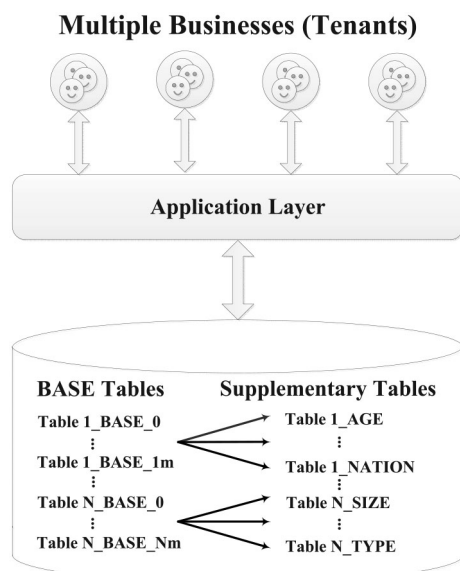 Multiple Businesses (Tenants)
Application Layer
BASE Tables
Table 1_BASE_0
⋮
Table 1_BASE_1m
⋮
Table N_BASE_0
⋮
Table N_BASE_Nm
Supplementary Tables
Table 1_AGE
⋮
Table 1_NATION
⋮
Table N_SIZE
⋮
Table N_TYPE